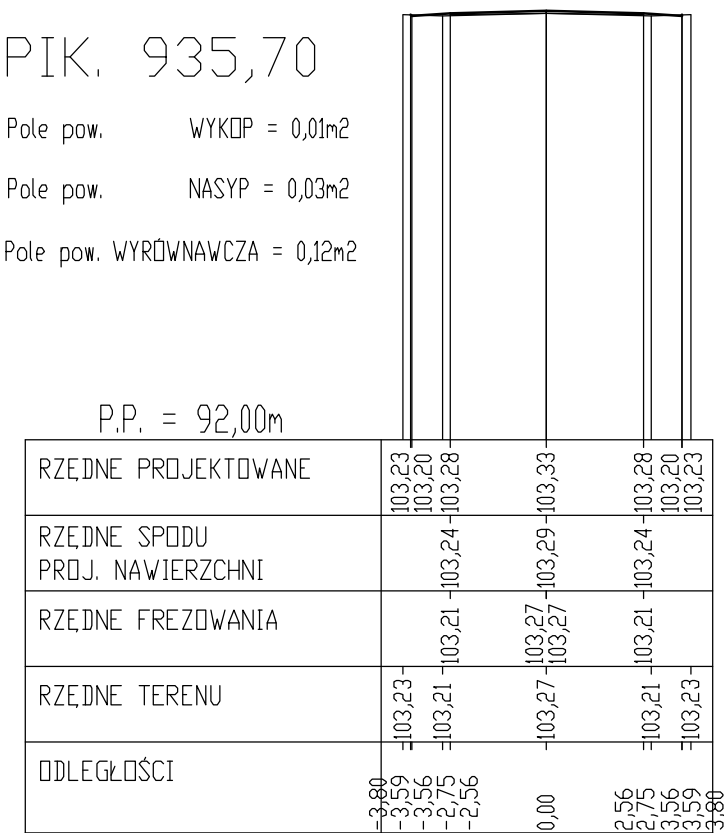 PIK. 935,70
Pole pow. WYKOP = 0,01m2
Pole pow. NASYP = 0,03m2
Pole pow. WYRÓWNAWCZA = 0,12m2
P.P. = 92,00m
RZĘDNE PROJEKTOWANE 103,23 103,20 103,28 103,33 103,28 103,20 103,23
RZĘDNE SPODU
PROJ. NAWIERZCHNI 103,24 103,29 103,24
RZĘDNE FREZOWANIA 103,21 103,27 103,27 103,21
RZĘDNE TERENU 103,23 103,21 103,27 103,21 103,23
ODLEGŁOŚCI -3,80 -3,59 -3,56 -2,75 -2,56 0,00 2,56 2,75 3,56 3,59 3,80